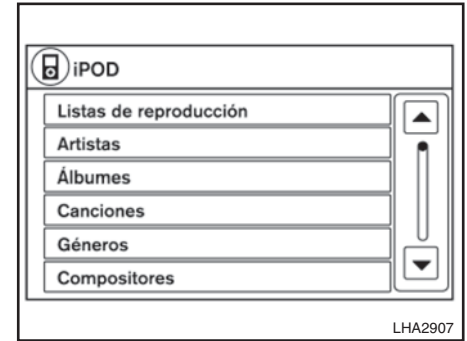 iPOD
Listas de reproducción
Artistas
Álbumes
Canciones
Géneros
Compositores
LHA2907